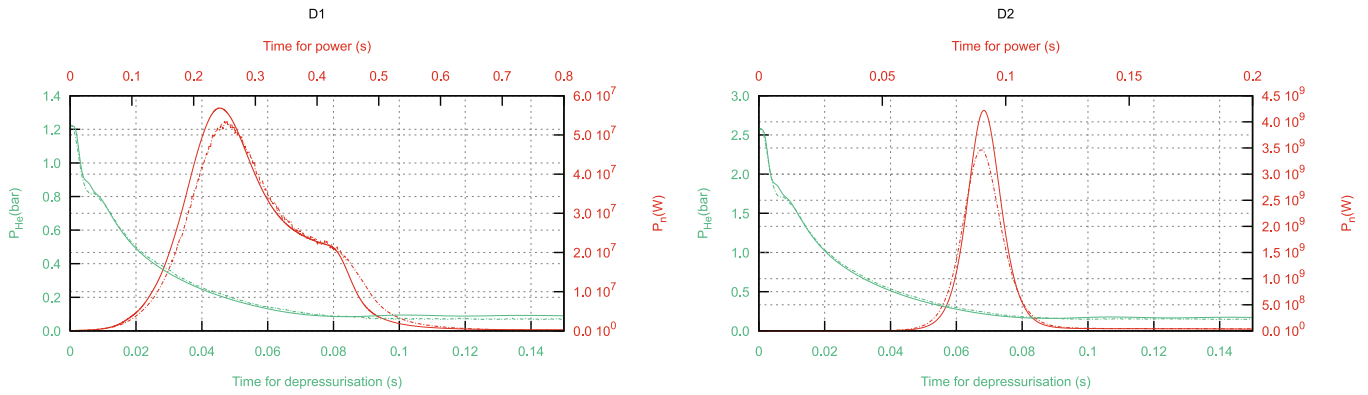 D1
Time for power (s)
0 0.1 0.2 0.3 0.4 0.5 0.6 0.7 0.8
1.4 6.0 10^7
1.2 5.0 10^7
1.0 4.0 10^7
0.8 3.0 10^7
0.6 2.0 10^7
0.4 1.0 10^7
0.2 0.0 10^0
0.0
P_He(bar)
P_n(W)
0 0.02 0.04 0.06 0.08 0.1 0.12 0.14
Time for depressurisation (s)
D2
Time for power (s)
0 0.05 0.1 0.15 0.2
3.0 4.5 10^9
2.5 4.0 10^9
2.0 3.5 10^9
1.5 3.0 10^9
1.0 2.5 10^9
0.5 2.0 10^9
0.0 1.5 10^9
1.0 10^9
5.0 10^8
0.0 10^0
P_He(bar)
P_n(W)
0 0.02 0.04 0.06 0.08 0.1 0.12 0.14
Time for depressurisation (s)